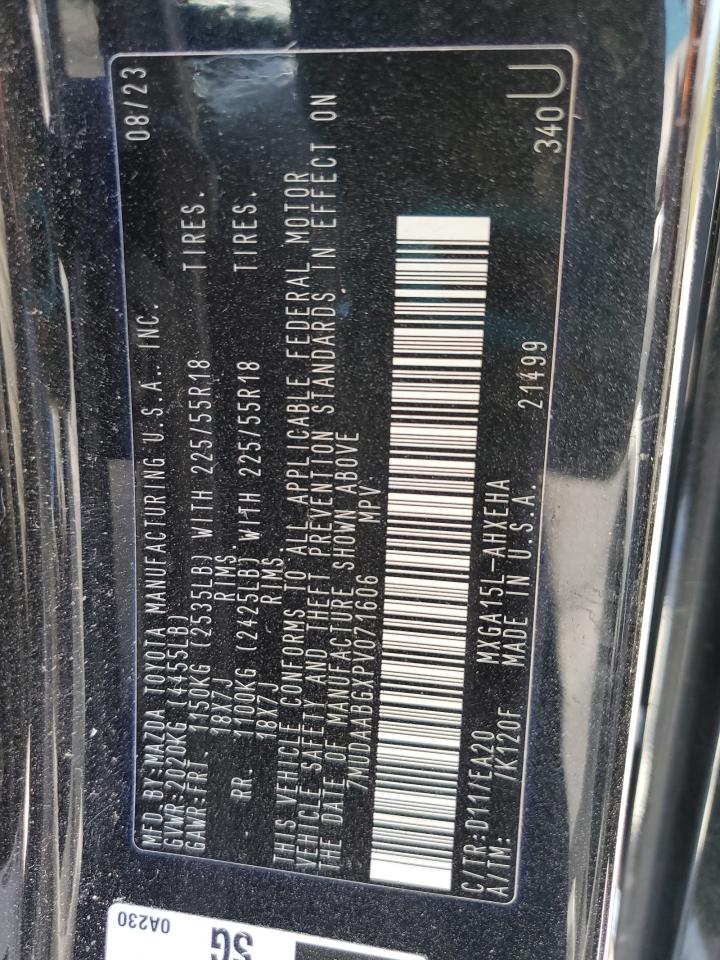 MFD.BY:MAZDA TOYOTA MANUFACTURING U.S.A.,INC. 08/23
GVWR:2020KG (4455LB)
GAWR:FRT. 1150KG (2535LB) WITH 225/55R18 TIRES.
18X7J RIMS.
RR. 1100KG (2425LB) WITH 225/55R18 TIRES.
18X7J RIMS
THIS VEHICLE CONFORMS TO ALL APPLICABLE FEDERAL MOTOR
VEHICLE SAFETY AND THEFT PREVENTION STANDARDS IN EFFECT ON
THE DATE OF MANUFACTURE SHOWN ABOVE
7MUDAABGXPV071606 MPV
C/TR:D111/EA20 MXGA15L-AHXEHA
A/TM: /K120F MADE IN U.S.A. 21499
340U
0A230
SG